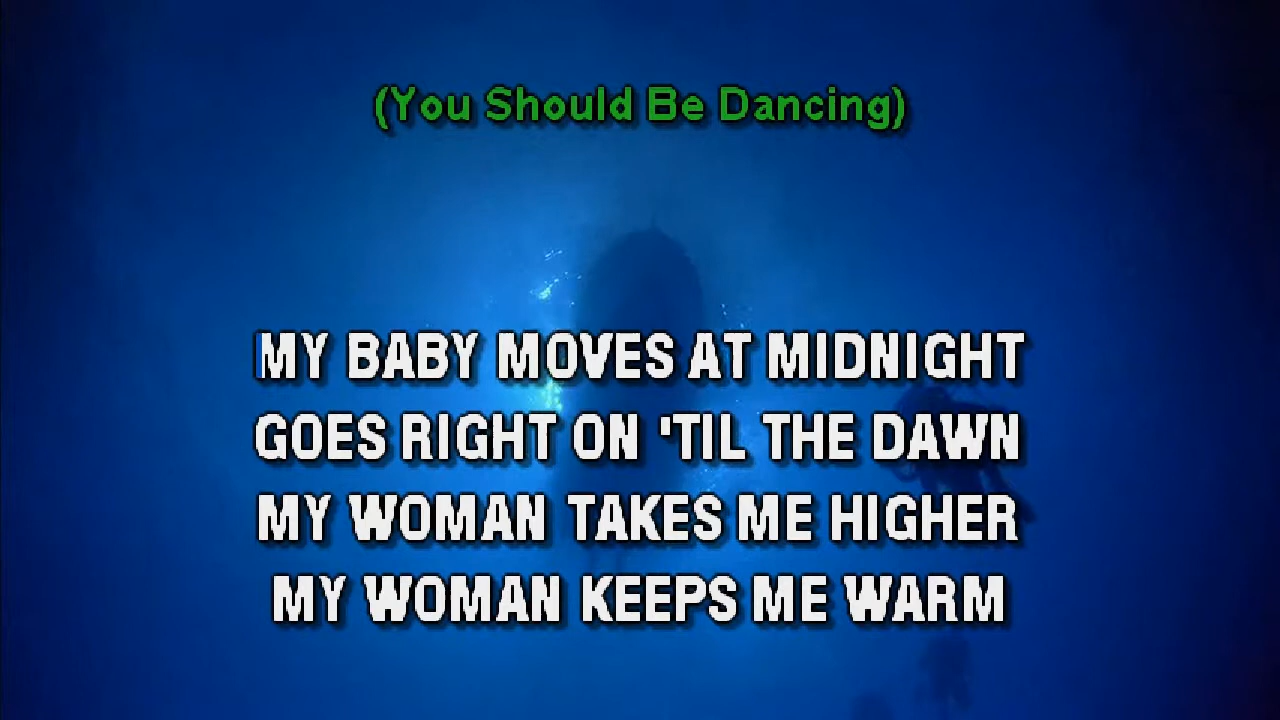 (You Should Be Dancing)
MY BABY MOVES AT MIDNIGHT
GOES RIGHT ON 'TIL THE DAWN
MY WOMAN TAKES ME HIGHER
MY WOMAN KEEPS ME WARM